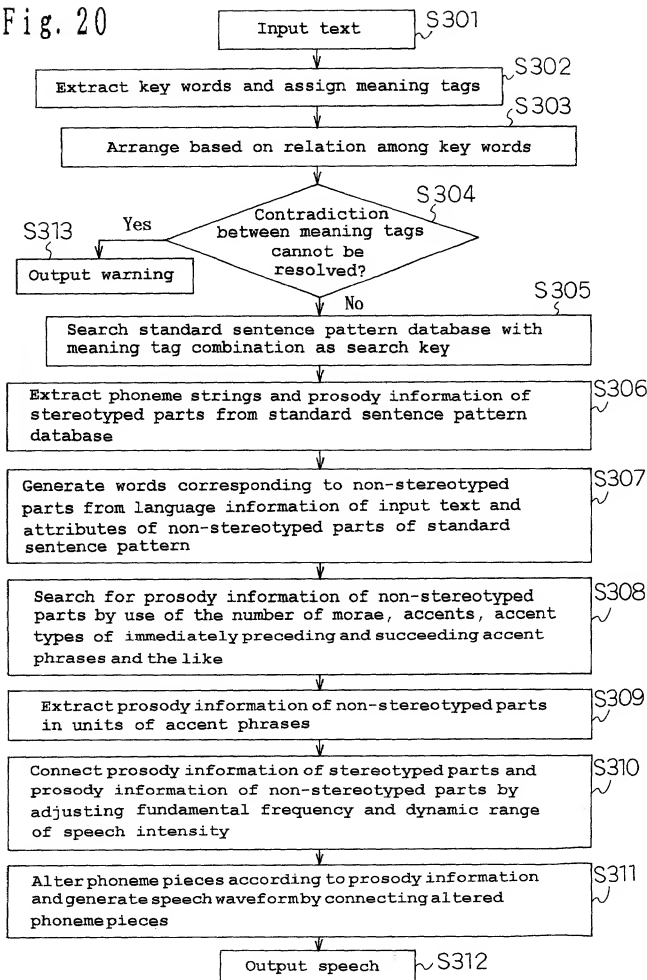 Fig. 20
Input text
S301
Extract key words and assign meaning tags
S302
Arrange based on relation among key words
S303
Contradiction
between meaning tags
cannot be
resolved?
S304
Yes
S313
Output warning
No
S305
Search standard sentence pattern database with
meaning tag combination as search key
Extract phoneme strings and prosody information of
stereotyped parts from standard sentence pattern
database
S306
Generate words corresponding to non-stereotyped
parts from language information of input text and
attributes of non-stereotyped parts of standard
sentence pattern
S307
Search for prosody information of non-stereotyped
parts by use of the number of morae, accents, accent
types of immediately preceding and succeeding accent
phrases and the like
S308
Extract prosody information of non-stereotyped parts
in units of accent phrases
S309
Connect prosody information of stereotyped parts and
prosody information of non-stereotyped parts by
adjusting fundamental frequency and dynamic range
of speech intensity
S310
Alter phoneme pieces according to prosody information
and generate speech waveform by connecting altered
phoneme pieces
S311
Output speech
S312